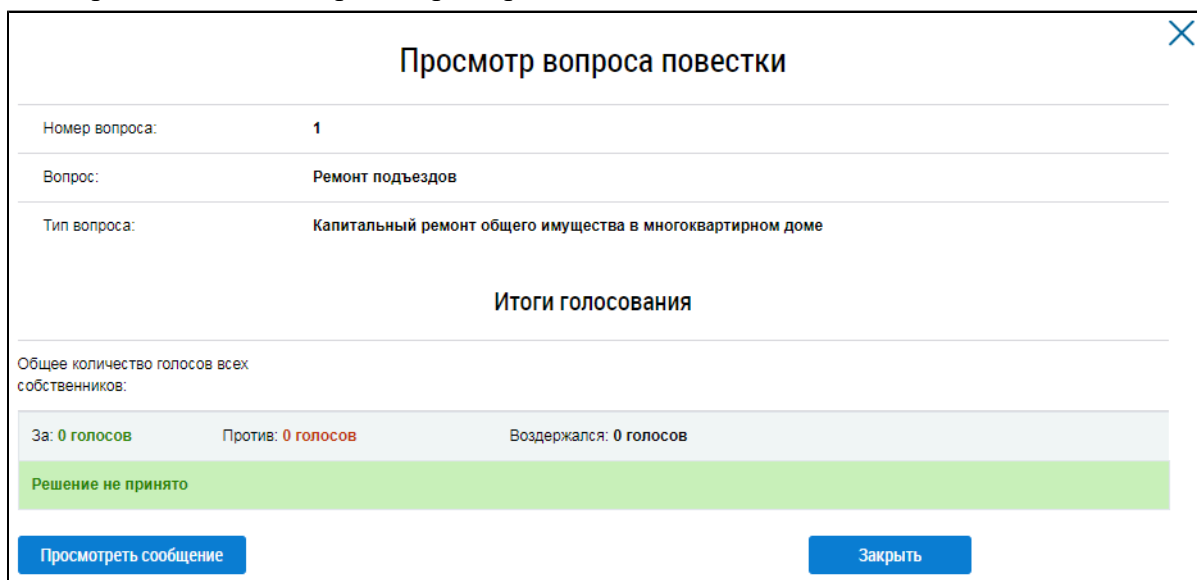 Просмотр вопроса повестки
Номер вопроса: 1
Вопрос: Ремонт подъездов
Тип вопроса: Капитальный ремонт общего имущества в многоквартирном доме
Итоги голосования
Общее количество голосов всех
собственников:
За: 0 голосов Против: 0 голосов Воздержался: 0 голосов
Решение не принято
Просмотреть сообщение Закрыть